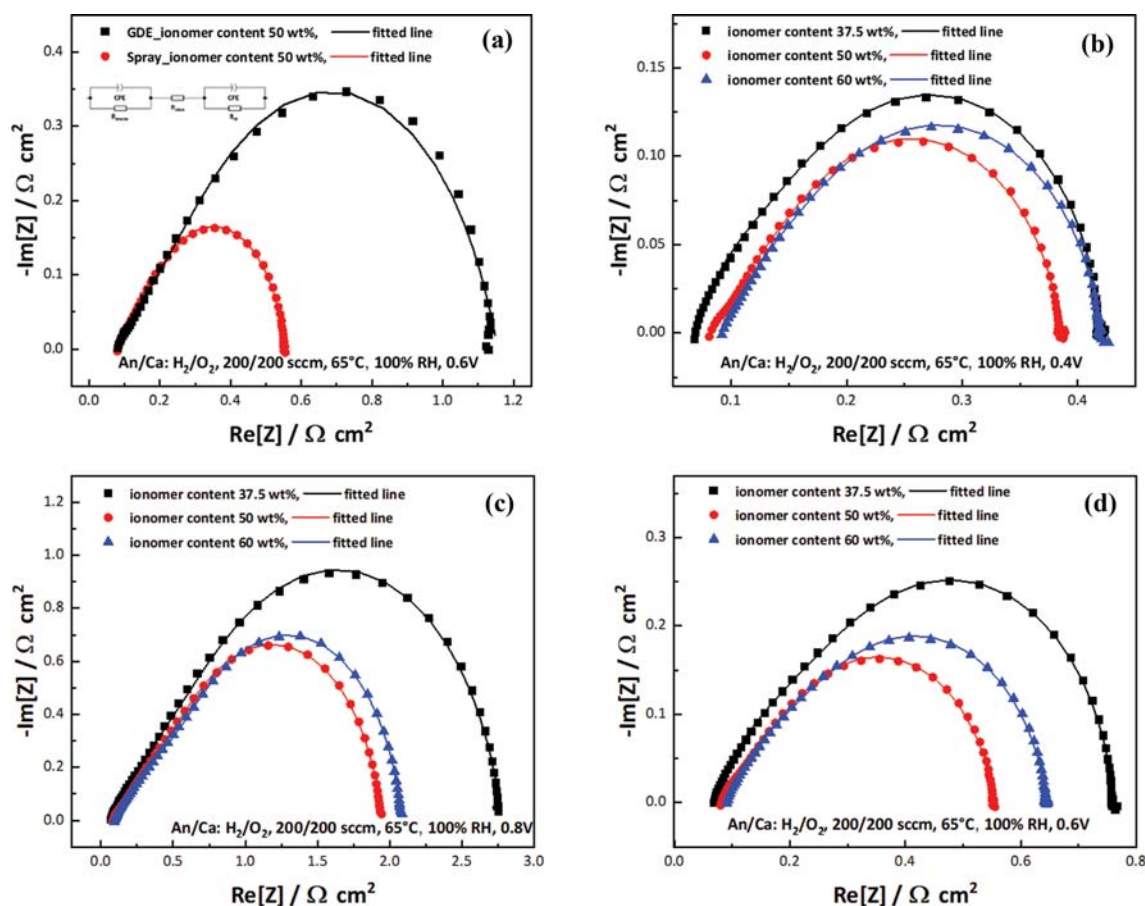 (a)
GDE_ionomer content 50 wt%, fitted line
Spray_ionomer content 50 wt%, fitted line
CPE
CPE
0.4
0.3
0.2
0.1
0.0
An/Ca: H₂/O₂, 200/200 sccm, 65°C, 100% RH, 0.6V
0.0 0.2 0.4 0.6 0.8 1.0 1.2
-Im[Z] / Ω cm²
Re[Z] / Ω cm²
(b)
ionomer content 37.5 wt%, fitted line
ionomer content 50 wt%, fitted line
ionomer content 60 wt%, fitted line
0.15
0.10
0.05
0.00
An/Ca: H₂/O₂, 200/200 sccm, 65°C, 100% RH, 0.4V
0.1 0.2 0.3 0.4
-Im[Z] / Ω cm²
Re[Z] / Ω cm²
(c)
ionomer content 37.5 wt%, fitted line
ionomer content 50 wt%, fitted line
ionomer content 60 wt%, fitted line
1.2
1.0
0.8
0.6
0.4
0.2
0.0
An/Ca: H₂/O₂, 200/200 sccm, 65°C, 100% RH, 0.8V
0.0 0.5 1.0 1.5 2.0 2.5 3.0
-Im[Z] / Ω cm²
Re[Z] / Ω cm²
(d)
ionomer content 37.5 wt%, fitted line
ionomer content 50 wt%, fitted line
ionomer content 60 wt%, fitted line
0.3
0.2
0.1
0.0
An/Ca: H₂/O₂, 200/200 sccm, 65°C, 100% RH, 0.6V
0.0 0.2 0.4 0.6 0.8
-Im[Z] / Ω cm²
Re[Z] / Ω cm²